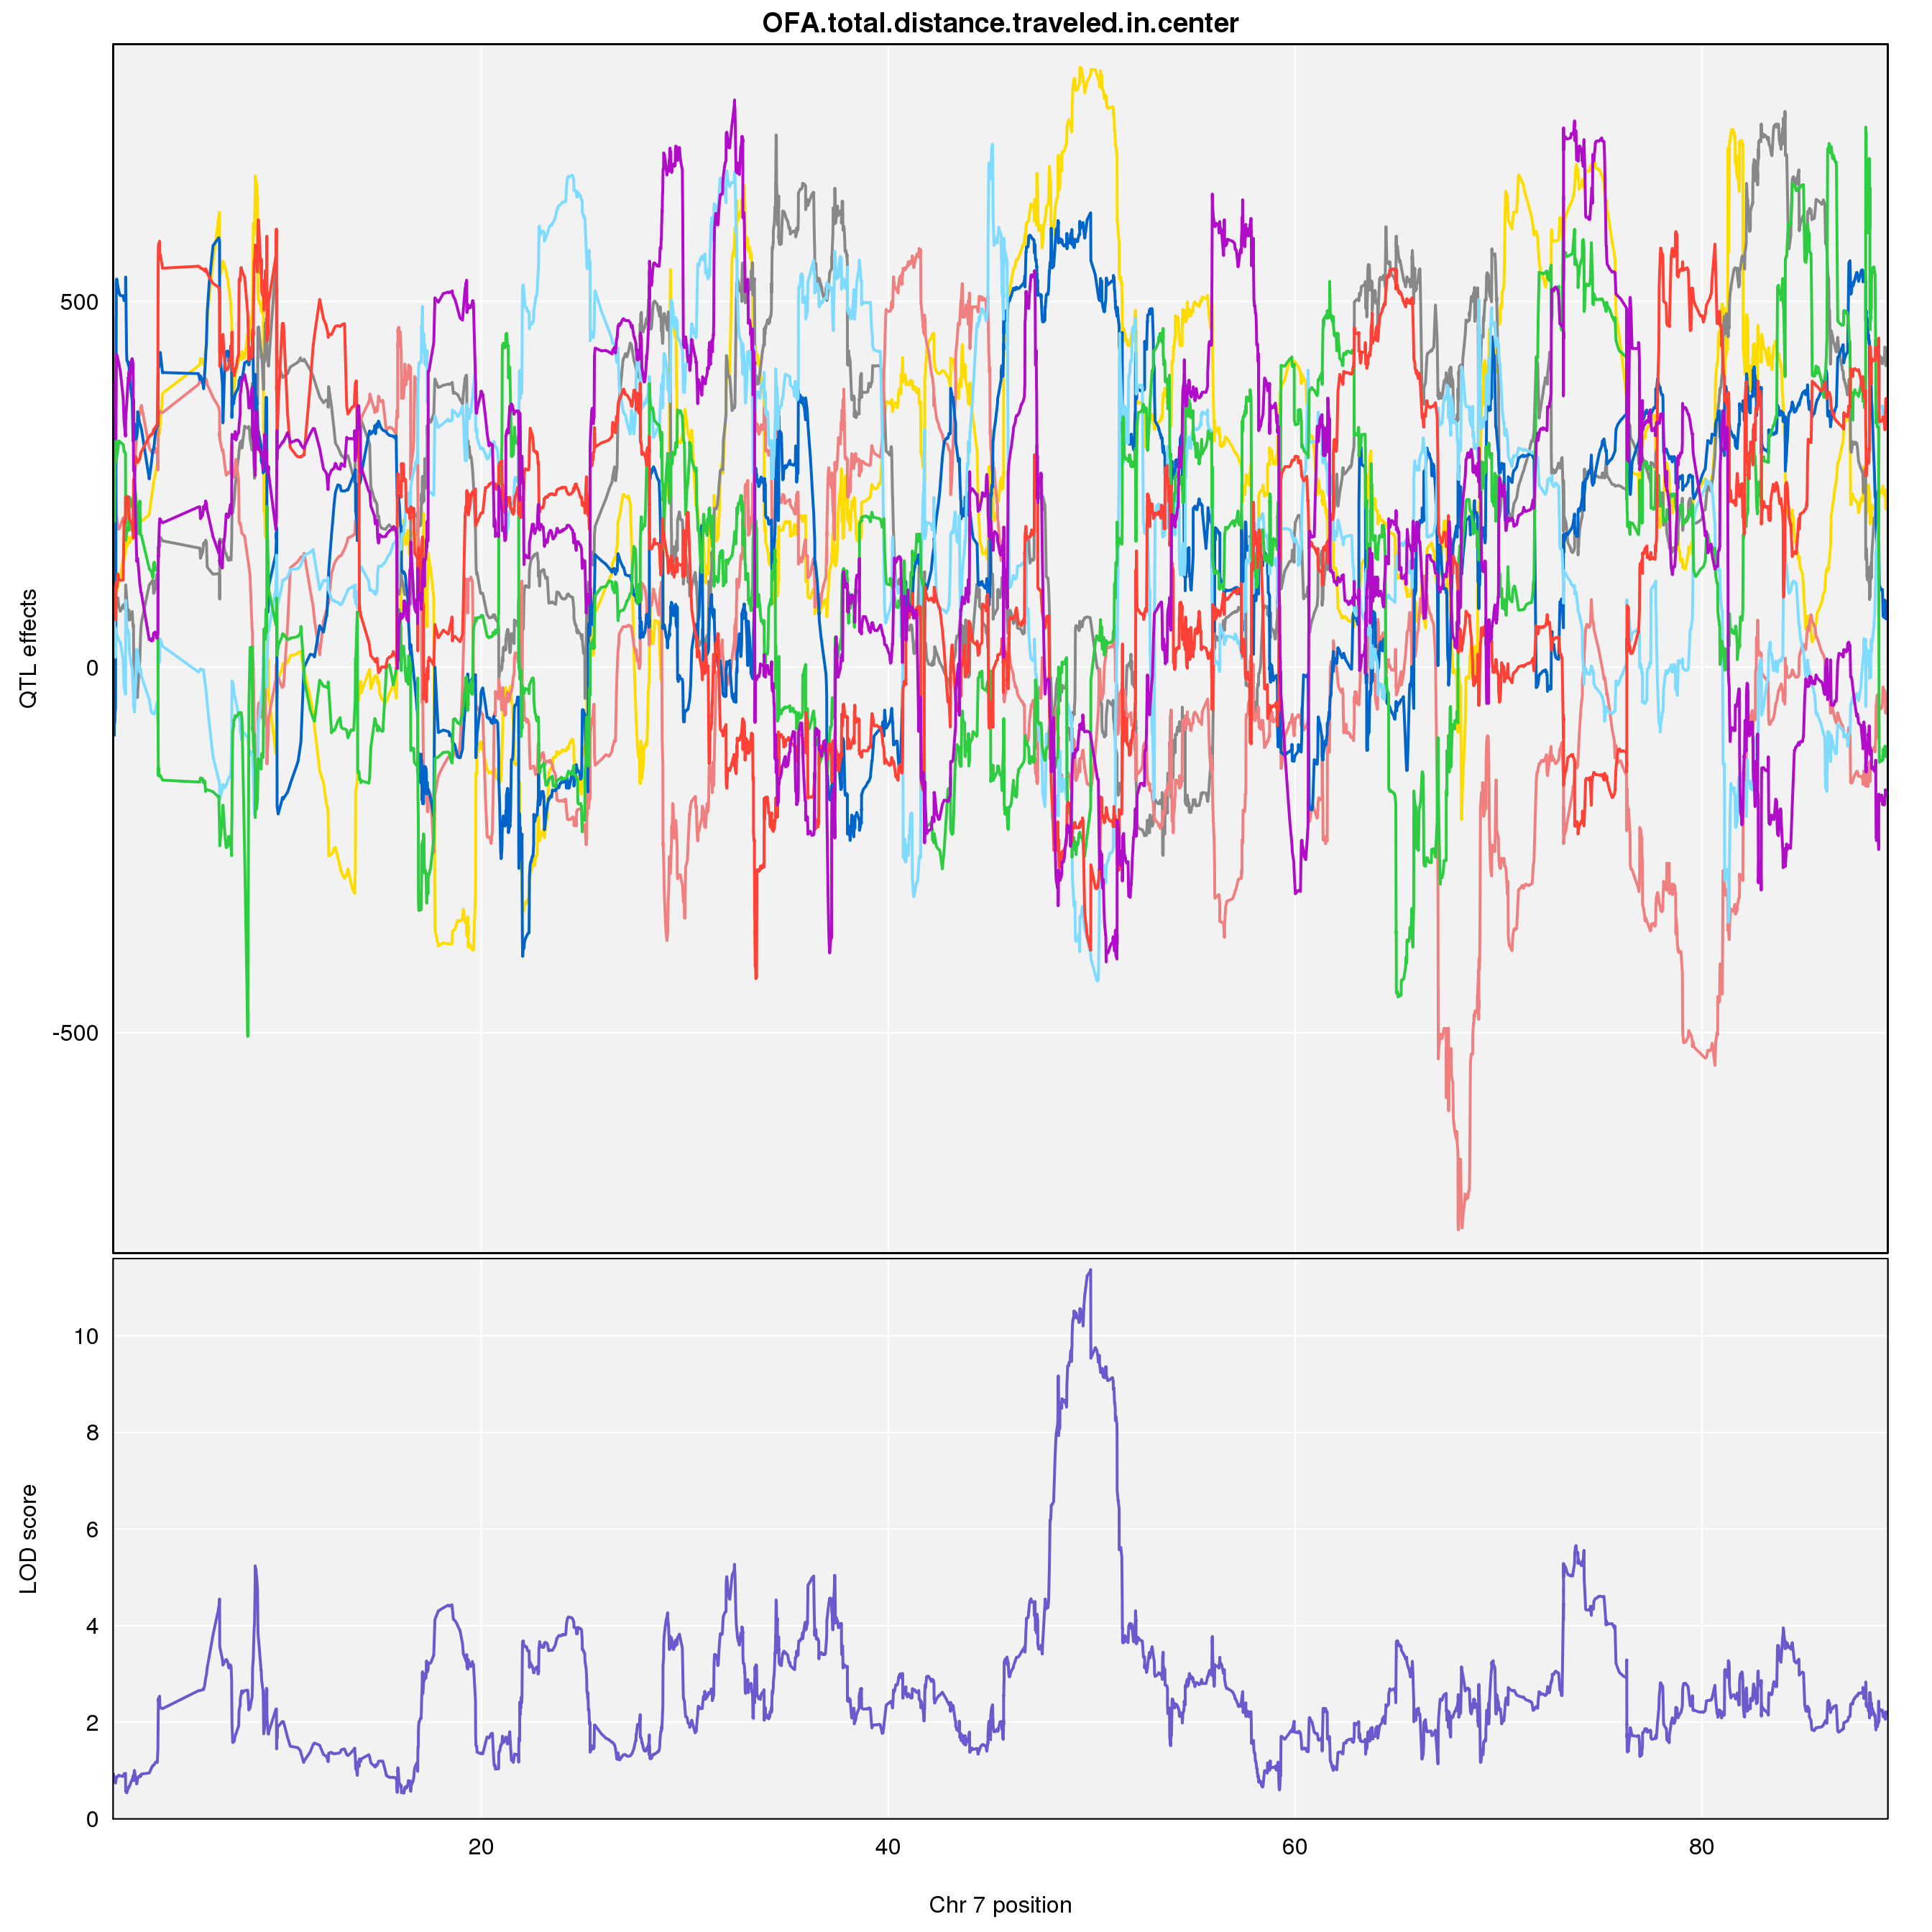 OFA.total.distance.traveled.in.center
QTL effects
500
0
-500
LOD score
10
8
6
4
2
0
20 40 60 80
Chr 7 position